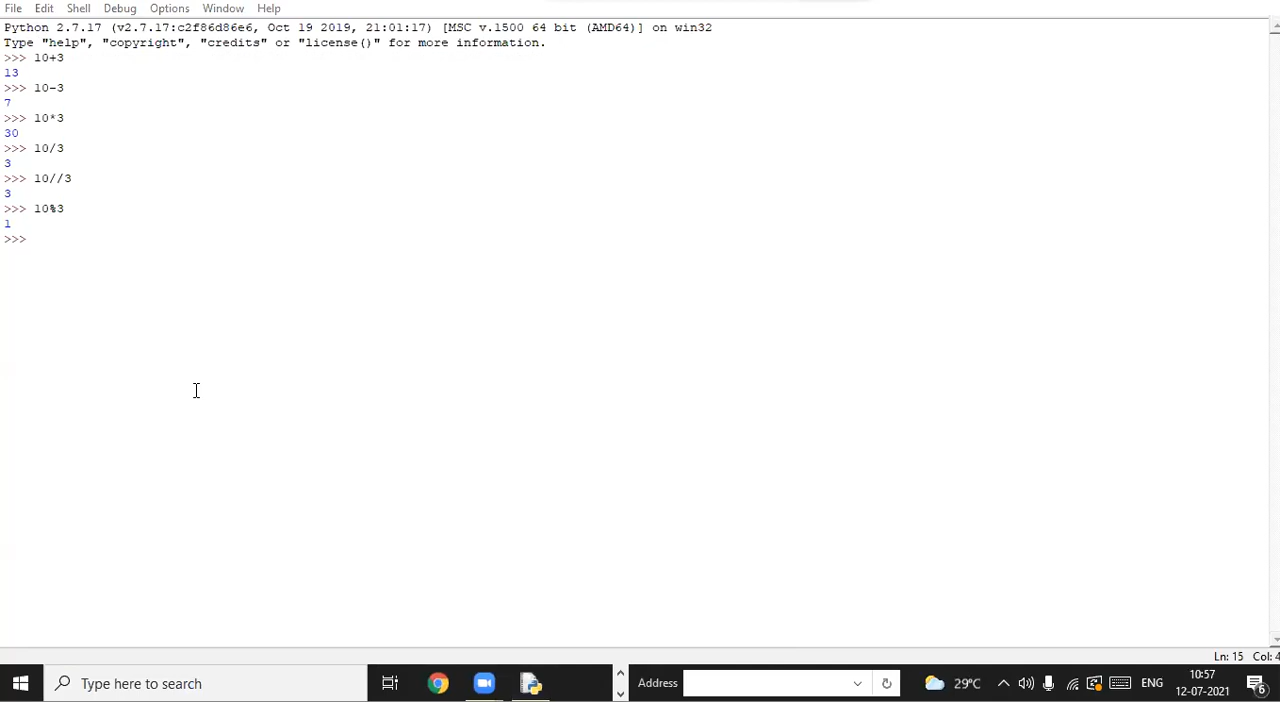 File Edit Shell Debug Options Window Help
Python 2.7.17 (v2.7.17:c2f86d86e6, Oct 19 2019, 21:01:17) [MSC v.1500 64 bit (AMD64)] on win32
Type "help", "copyright", "credits" or "license()" for more information.
>>> 10+3
13
>>> 10-3
7
>>> 10*3
30
>>> 10/3
3
>>> 10//3
3
>>> 10%3
1
>>>
Ln: 15 Col: 4
Type here to search
Address
29°C
ENG
10:57
12-07-2021
6